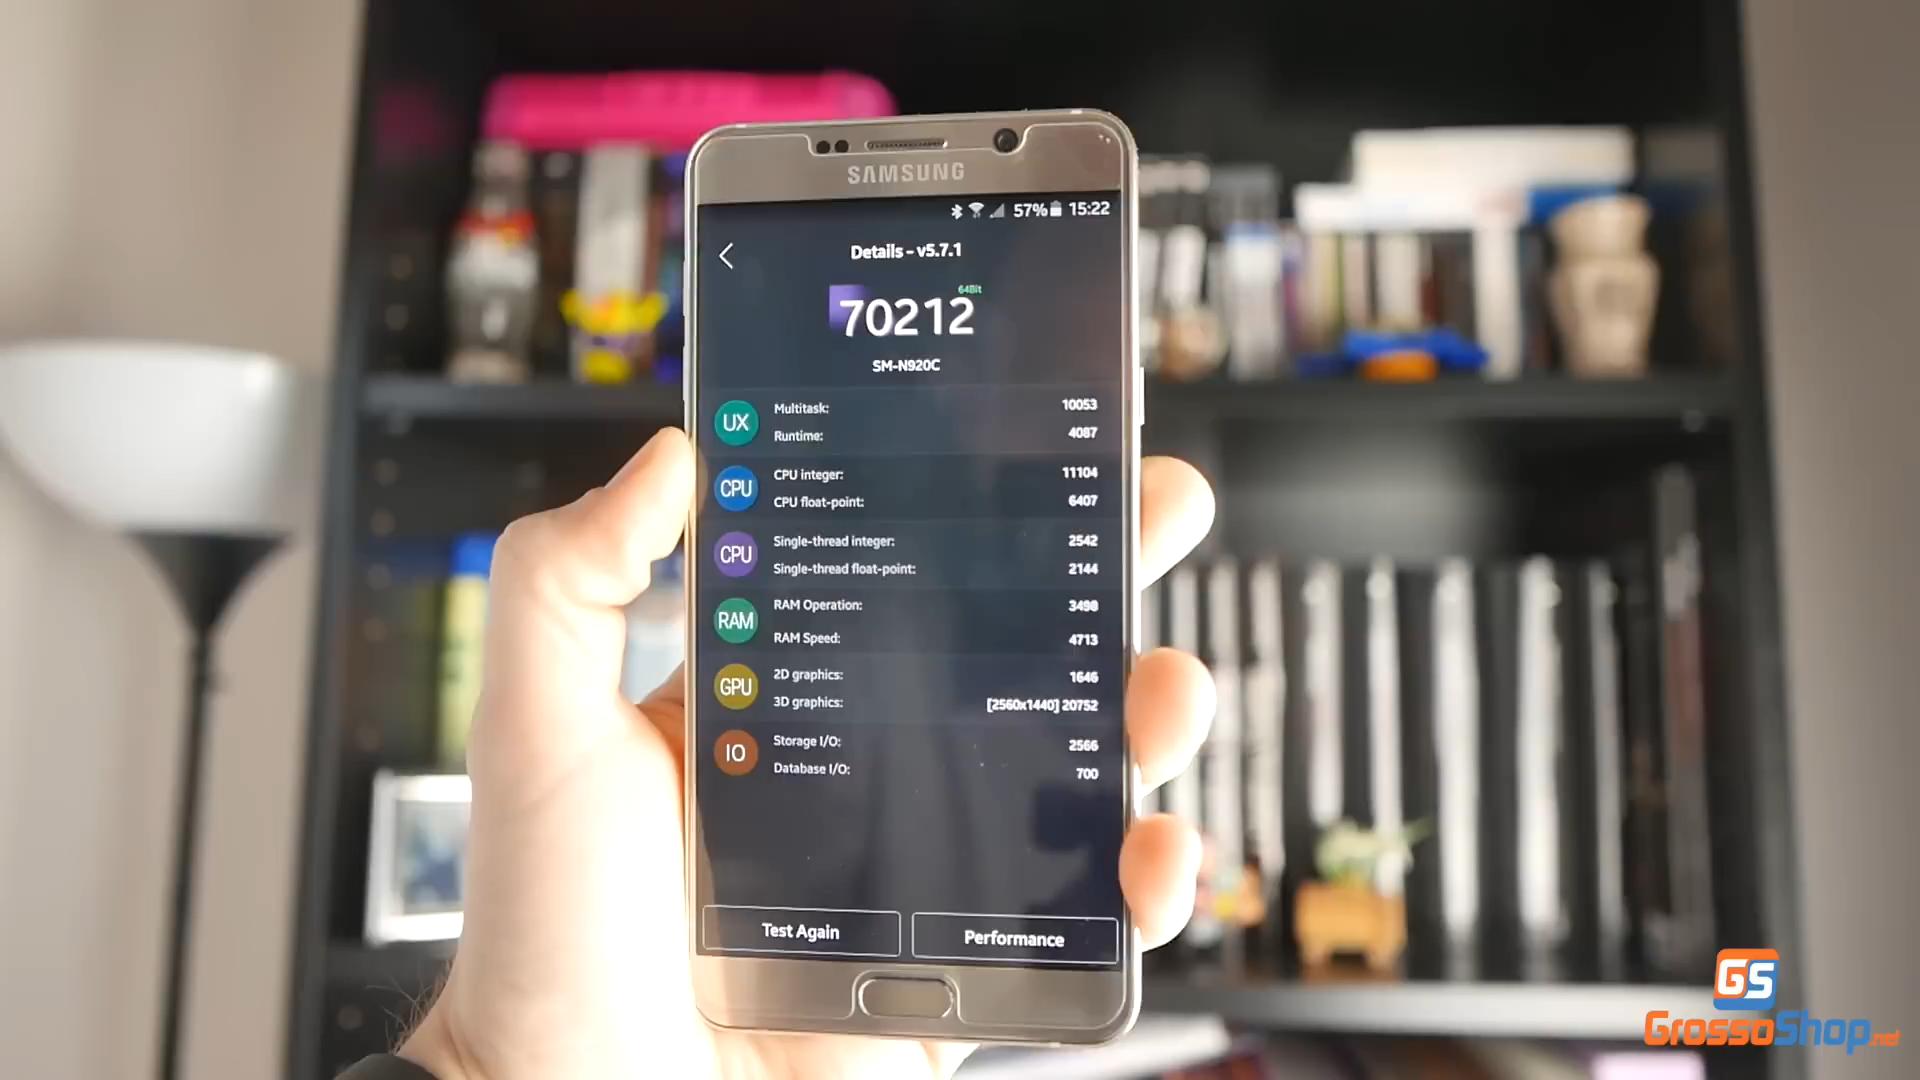 SAMSUNG
57% 15:22
Details - v5.7.1
64Bit
70212
SM-N920C
UX
Multitask: 10053
Runtime: 4087
CPU
CPU integer: 11104
CPU float-point: 6407
CPU
Single-thread integer: 2542
Single-thread float-point: 2144
RAM
RAM Operation: 3498
RAM Speed: 4713
GPU
2D graphics: 1646
3D graphics: [2560x1440] 20752
IO
Storage I/O: 2566
Database I/O: 700
Test Again Performance
GS
GrossoShop.net